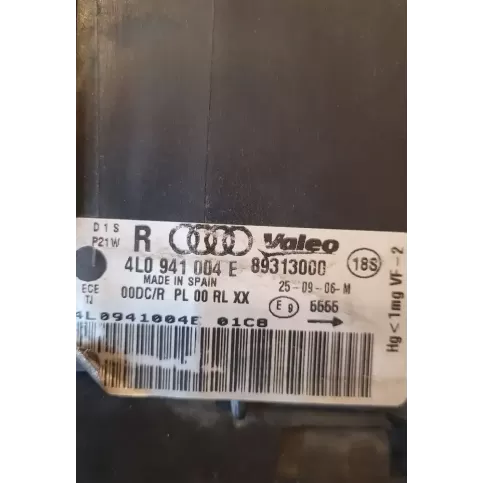 D1S
P21W
R Valeo
4L0 941 004 E 89313000
18S
MADE IN SPAIN 25-09-06-M
ECE
TJ
00DC/R PL 00 RL XX E9 5555
4L0941004E 01C8
Hg<1mg VF-2